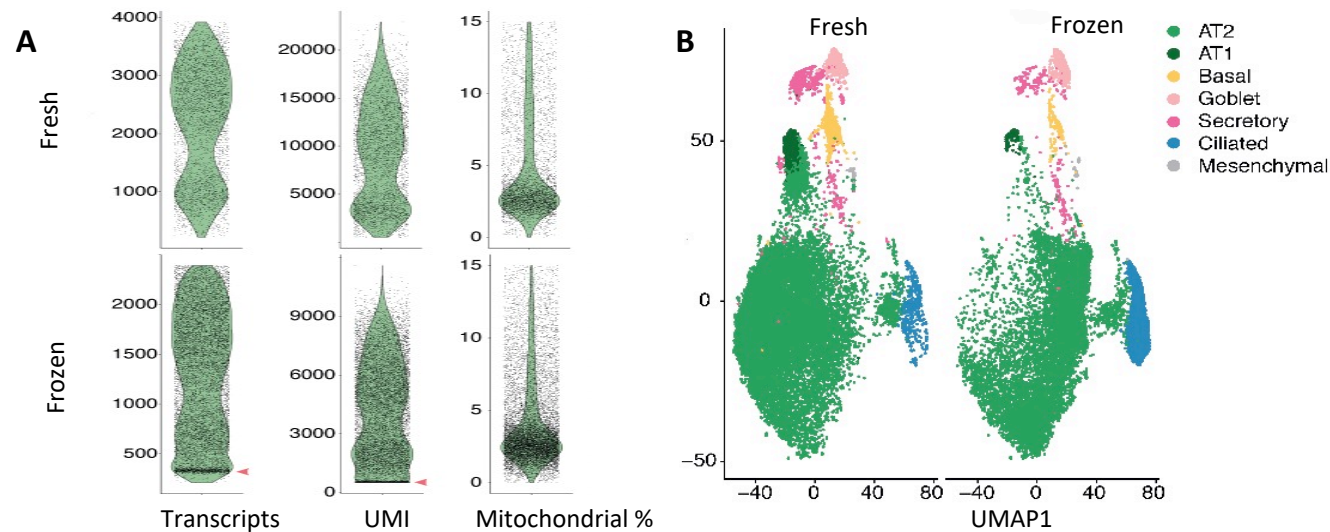 A
Fresh
4000
3000
2000
1000
20000
15000
10000
5000
0
15
10
5
0
Frozen
2000
1500
1000
500
9000
6000
3000
0
15
10
5
0
Transcripts
UMI
Mitochondrial %
B
Fresh
Frozen
50
0
−50
−40
0
40
80
−40
0
40
80
UMAP1
AT2
AT1
Basal
Goblet
Secretory
Ciliated
Mesenchymal